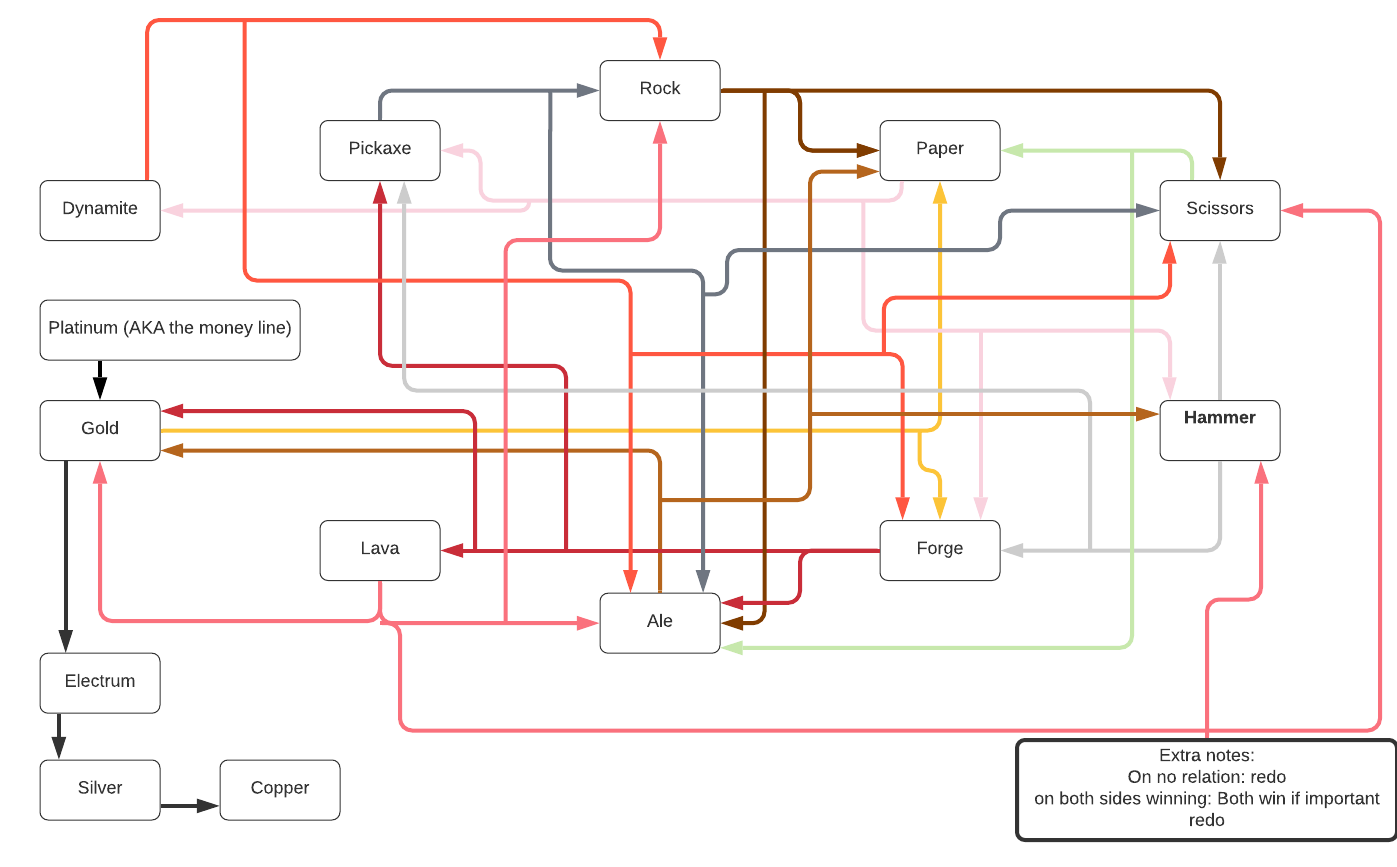 Rock
Pickaxe
Paper
Dynamite
Scissors
Platinum (AKA the money line)
Gold
Hammer
Lava
Forge
Ale
Electrum
Silver
Copper
Extra notes:
On no relation: redo
on both sides winning: Both win if important
redo